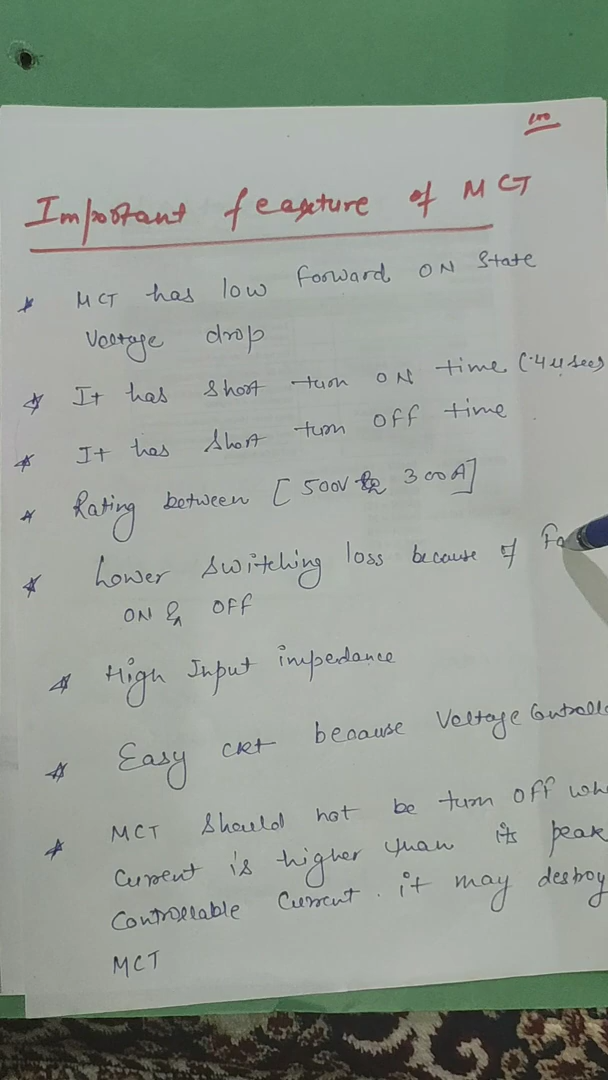 Important feature of MCT
* MCT has low Forward ON State
Voltage drop
* It has Short turn ON time (.4μsec)
* It has Short turn OFF time
* Rating between [500V & 300A]
* Lower Switching loss because of
ON & OFF
* High Input impedance
* Easy CKt because Voltage
* MCT Should not be turn OFF
Current is higher than its peak
Controllable Current. it may destroy
MCT